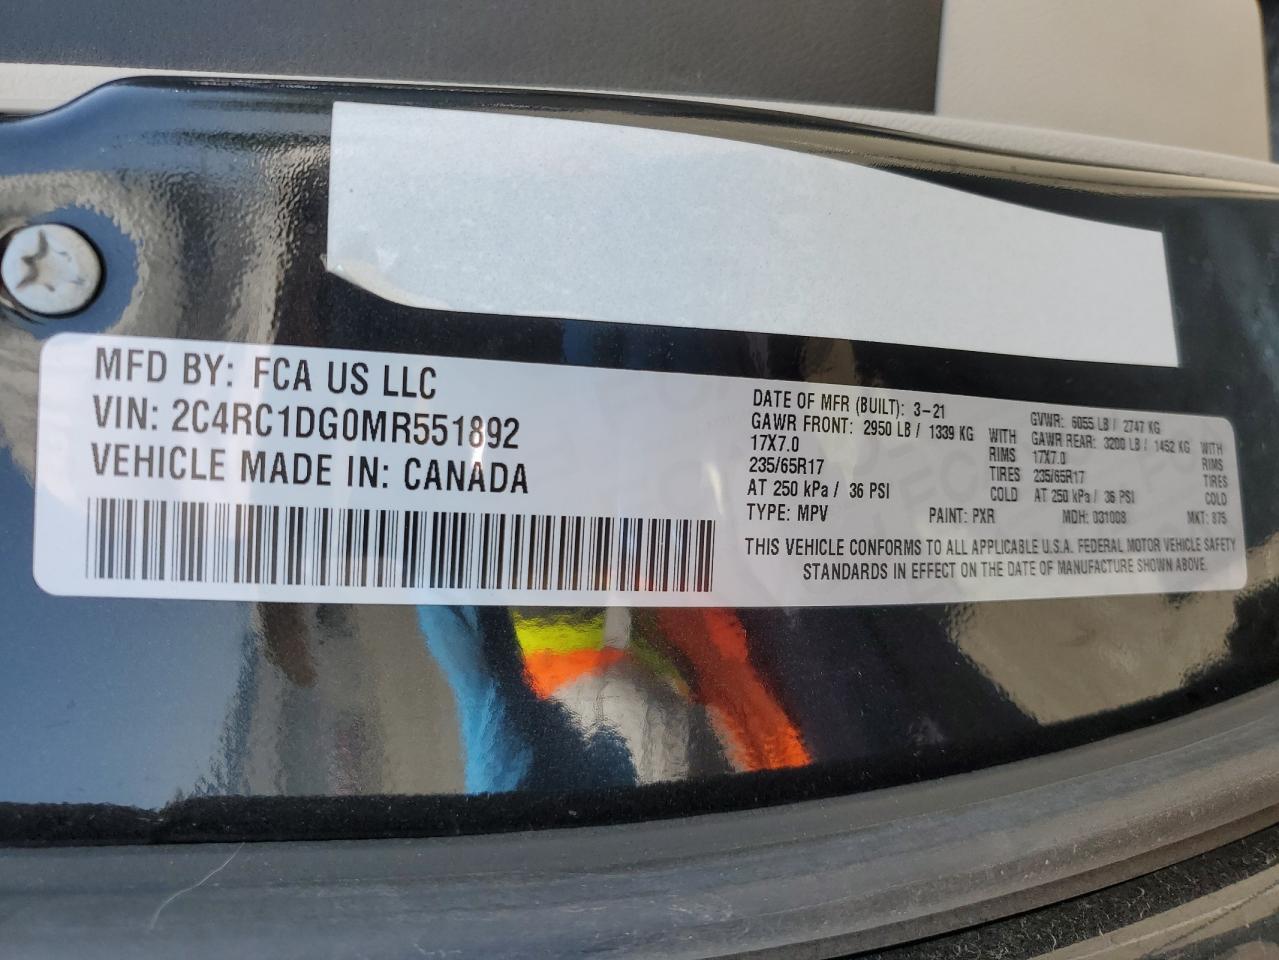 MFD BY: FCA US LLC
VIN: 2C4RC1DG0MR551892
VEHICLE MADE IN: CANADA
DATE OF MFR (BUILT): 3-21 GVWR: 6055 LB / 2747 KG
GAWR FRONT: 2950 LB / 1339 KG WITH GAWR REAR: 3200 LB / 1452 KG WITH
17X7.0 RIMS 17X7.0 RIMS
235/65R17 TIRES 235/65R17 TIRES
AT 250 kPa / 36 PSI COLD AT 250 kPa / 36 PSI COLD
TYPE: MPV PAINT: PXR MDH: 031008 MKT: 875
THIS VEHICLE CONFORMS TO ALL APPLICABLE U.S.A. FEDERAL MOTOR VEHICLE SAFETY
STANDARDS IN EFFECT ON THE DATE OF MANUFACTURE SHOWN ABOVE.